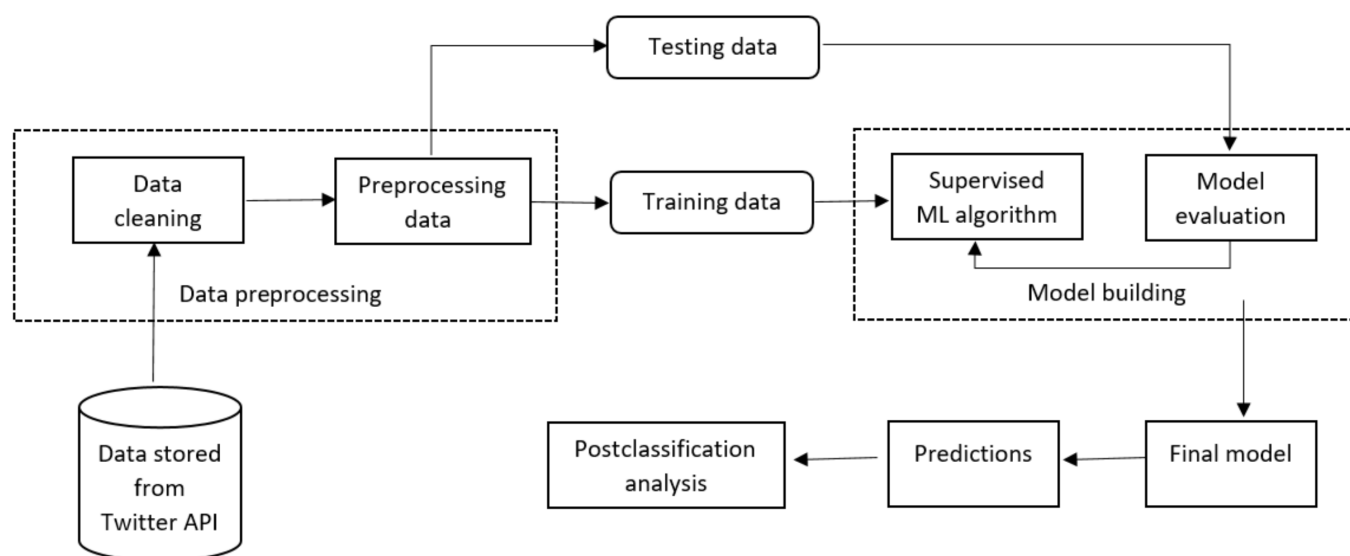 Testing data
Data
cleaning
Preprocessing
data
Training data
Supervised
ML algorithm
Model
evaluation
Data preprocessing
Model building
Data stored
from
Twitter API
Postclassification
analysis
Predictions
Final model